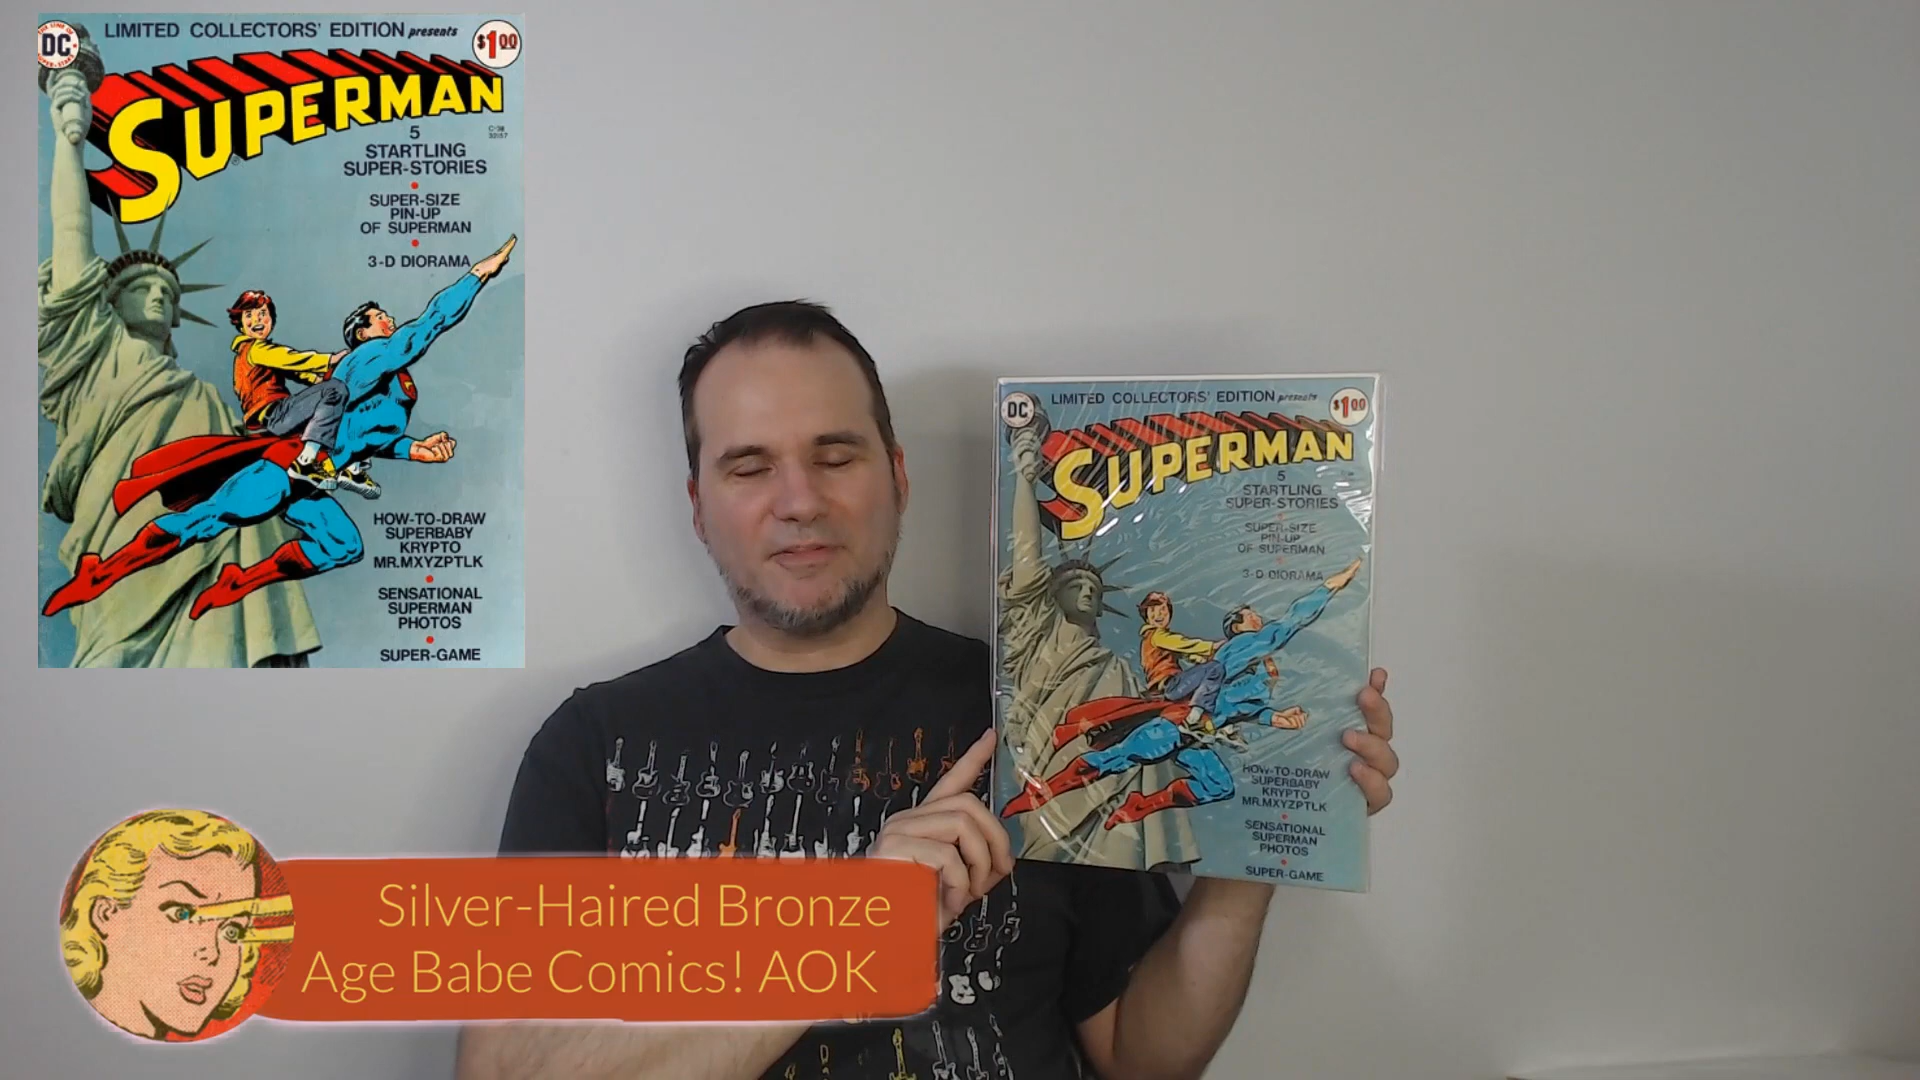 LIMITED COLLECTORS' EDITION presents
DC
$1.00
SUPERMAN
C-38
5
STARTLING
SUPER-STORIES
SUPER-SIZE
PIN-UP
OF SUPERMAN
3-D DIORAMA
HOW-TO-DRAW
SUPERBABY
KRYPTO
MR.MXYZPTLK
SENSATIONAL
SUPERMAN
PHOTOS
SUPER-GAME
LIMITED COLLECTORS' EDITION presents
DC
$1.00
SUPERMAN
5
STARTLING
SUPER-STORIES
SUPER-SIZE
PIN-UP
OF SUPERMAN
3-D DIORAMA
HOW-TO-DRAW
SUPERBABY
KRYPTO
MR.MXYZPTLK
SENSATIONAL
SUPERMAN
PHOTOS
SUPER-GAME
Silver-Haired Bronze
Age Babe Comics! AOK